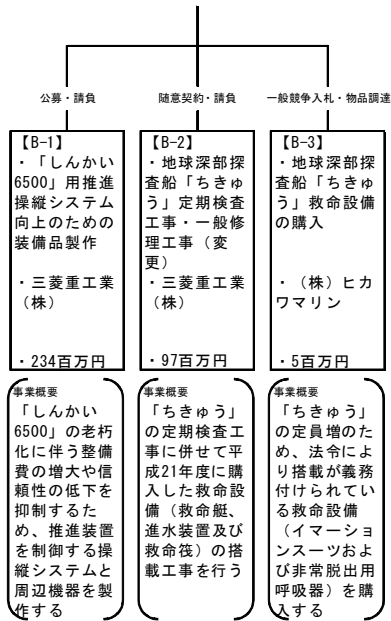 公募・請負
随意契約・請負
一般競争入札・物品調達
【B-1】
・「しんかい
6500」用推進
操縦システム
向上のための
装備品製作
・三菱重工業
（株）
・234百万円
【B-2】
・地球深部探
査船「ちきゅ
う」定期検査
工事・一般修
理工事（変
更）
・三菱重工業
（株）
・97百万円
【B-3】
・地球深部探
査船「ちきゅ
う」救命設備
の購入
・（株）ヒカ
ワマリン
・5百万円
事業概要
「しんかい
6500」の老朽
化に伴う整備
費の増大や信
頼性の低下を
抑制するた
め、推進装置
を制御する操
縦システムと
周辺機器を製
作する
事業概要
「ちきゅう」
の定期検査工
事に併せて平
成21年度に購
入した救命設
備（救命艇、
進水装置及び
救命筏）の搭
載工事を行う
事業概要
「ちきゅう」
の定員増のた
め、法令によ
り搭載が義務
付けられてい
る救命設備
（イマーショ
ンスーツおよ
び非常脱出用
呼吸器）を購
入する